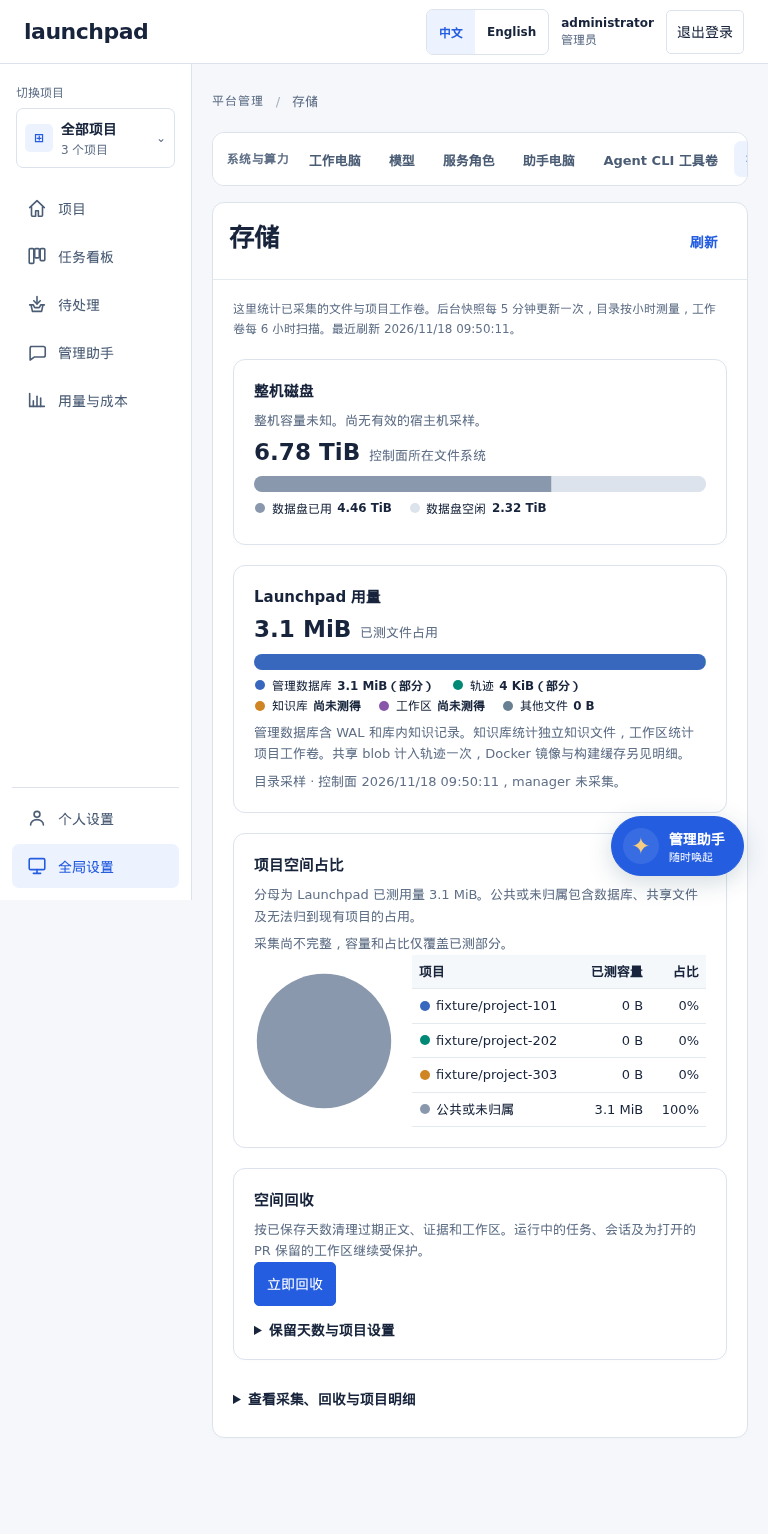 launchpad
中文
English
administrator
管理员
退出登录
切换项目
全部项目
3 个项目
项目
任务看板
待处理
管理助手
用量与成本
个人设置
全局设置
平台管理 / 存储
系统与算力
工作电脑
模型
服务角色
助手电脑
Agent CLI 工具卷
存储
刷新
这里统计已采集的文件与项目工作卷。后台快照每 5 分钟更新一次，目录按小时测量，工作
卷每 6 小时扫描。最近刷新 2026/11/18 09:50:11。
整机磁盘
整机容量未知。尚无有效的宿主机采样。
6.78 TiB 控制面所在文件系统
数据盘已用 4.46 TiB 数据盘空闲 2.32 TiB
Launchpad 用量
3.1 MiB 已测文件占用
管理数据库 3.1 MiB（部分） 轨迹 4 KiB（部分）
知识库 尚未测得 工作区 尚未测得 其他文件 0 B
管理数据库含 WAL 和库内知识记录。知识库统计独立知识文件，工作区统计
项目工作卷。共享 blob 计入轨迹一次，Docker 镜像与构建缓存另见明细。
目录采样 · 控制面 2026/11/18 09:50:11，manager 未采集。
管理助手
随时唤起
项目空间占比
分母为 Launchpad 已测用量 3.1 MiB。公共或未归属包含数据库、共享文件
及无法归到现有项目的占用。
采集尚不完整，容量和占比仅覆盖已测部分。
项目 已测容量 占比
fixture/project-101 0 B 0%
fixture/project-202 0 B 0%
fixture/project-303 0 B 0%
公共或未归属 3.1 MiB 100%
空间回收
按已保存天数清理过期正文、证据和工作区。运行中的任务、会话及为打开的
PR 保留的工作区继续受保护。
立即回收
保留天数与项目设置
查看采集、回收与项目明细